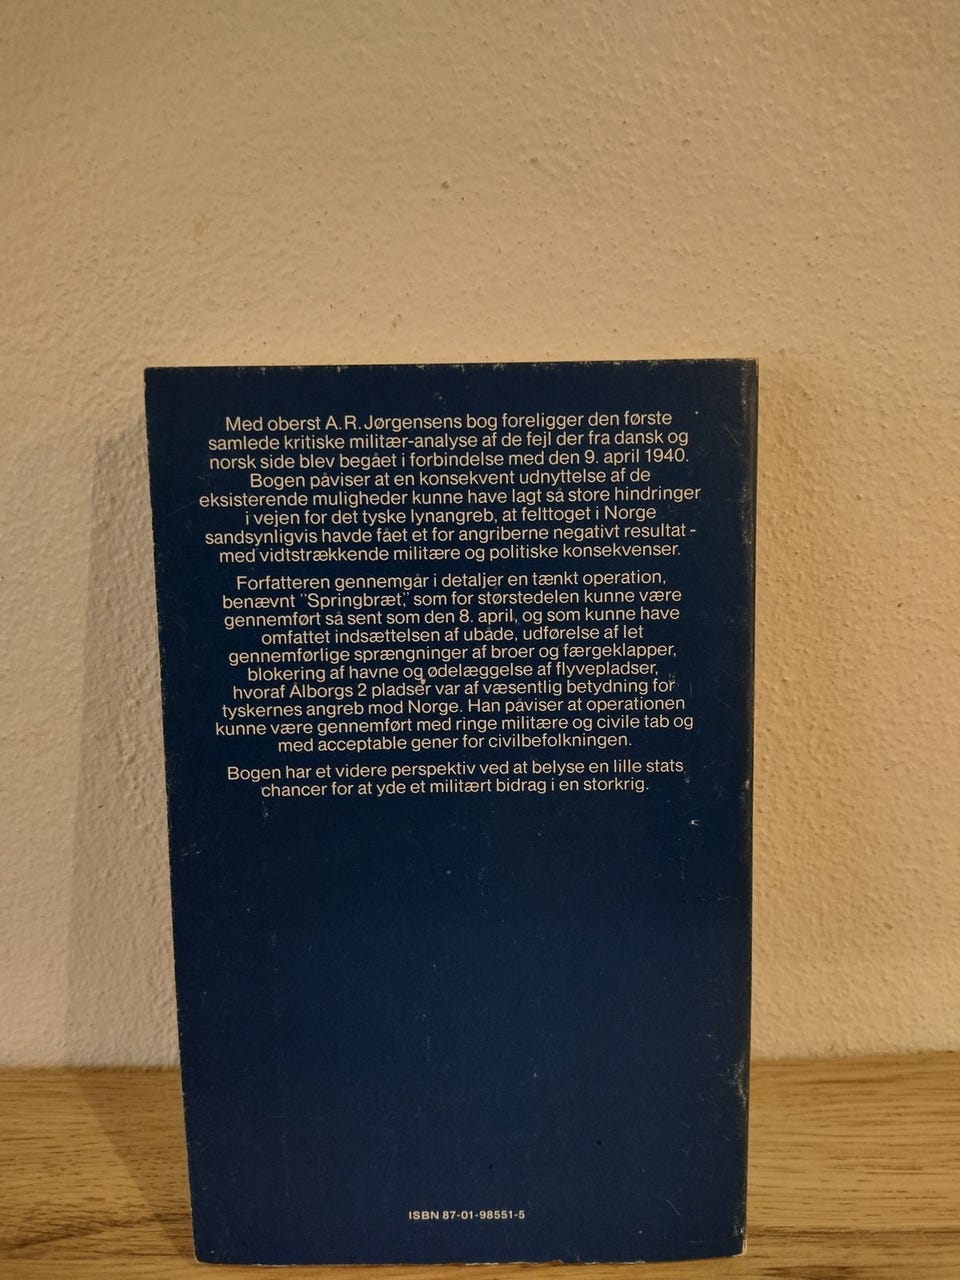 Med oberst A.R. Jørgensens bog foreligger den første
samlede kritiske militær-analyse af de fejl der fra dansk og
norsk side blev begået i forbindelse med den 9. april 1940.
Bogen påviser at en konsekvent udnyttelse af de
eksisterende muligheder kunne have lagt så store hindringer
i vejen for det tyske lynangreb, at felttoget i Norge
sandsynligvis havde fået et for angriberne negativt resultat -
med vidtstrækkende militære og politiske konsekvenser.
Forfatteren gennemgår i detaljer en tænkt operation,
benævnt "Springbræt," som for størstedelen kunne være
gennemført så sent som den 8. april, og som kunne have
omfattet indsættelsen af ubåde, udførelse af let
gennemførlige sprængninger af broer og færgeklapper,
blokering af havne og ødelæggelse af flyvepladser,
hvoraf Ålborgs 2 pladser var af væsentlig betydning for
tyskernes angreb mod Norge. Han påviser at operationen
kunne være gennemført med ringe militære og civile tab og
med acceptable gener for civilbefolkningen.
Bogen har et videre perspektiv ved at belyse en lille stats
chancer for at yde et militært bidrag i en storkrig.
ISBN 87-01-98551-5